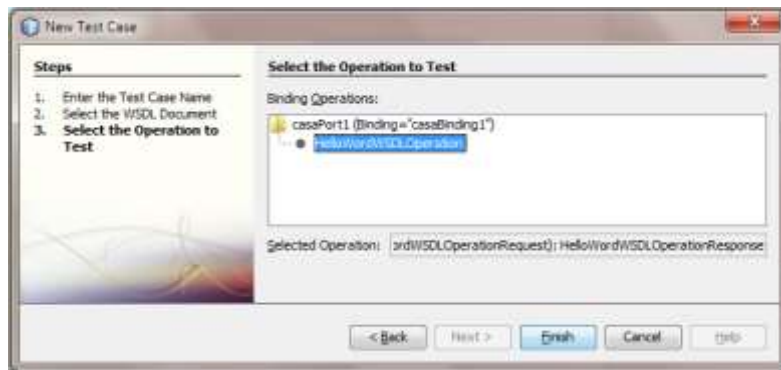 New Test Case
Steps
1. Enter the Test Case Name
2. Select the WSDL Document
3. Select the Operation to
Test
Select the Operation to Test
Binding Operations:
casaPort1 (Binding="casaBinding1")
HelloWordWSDLOperation
Selected Operation: ordWSDLOperationRequest): HelloWordWSDLOperationResponse
< Back
Next >
Finish
Cancel
Help